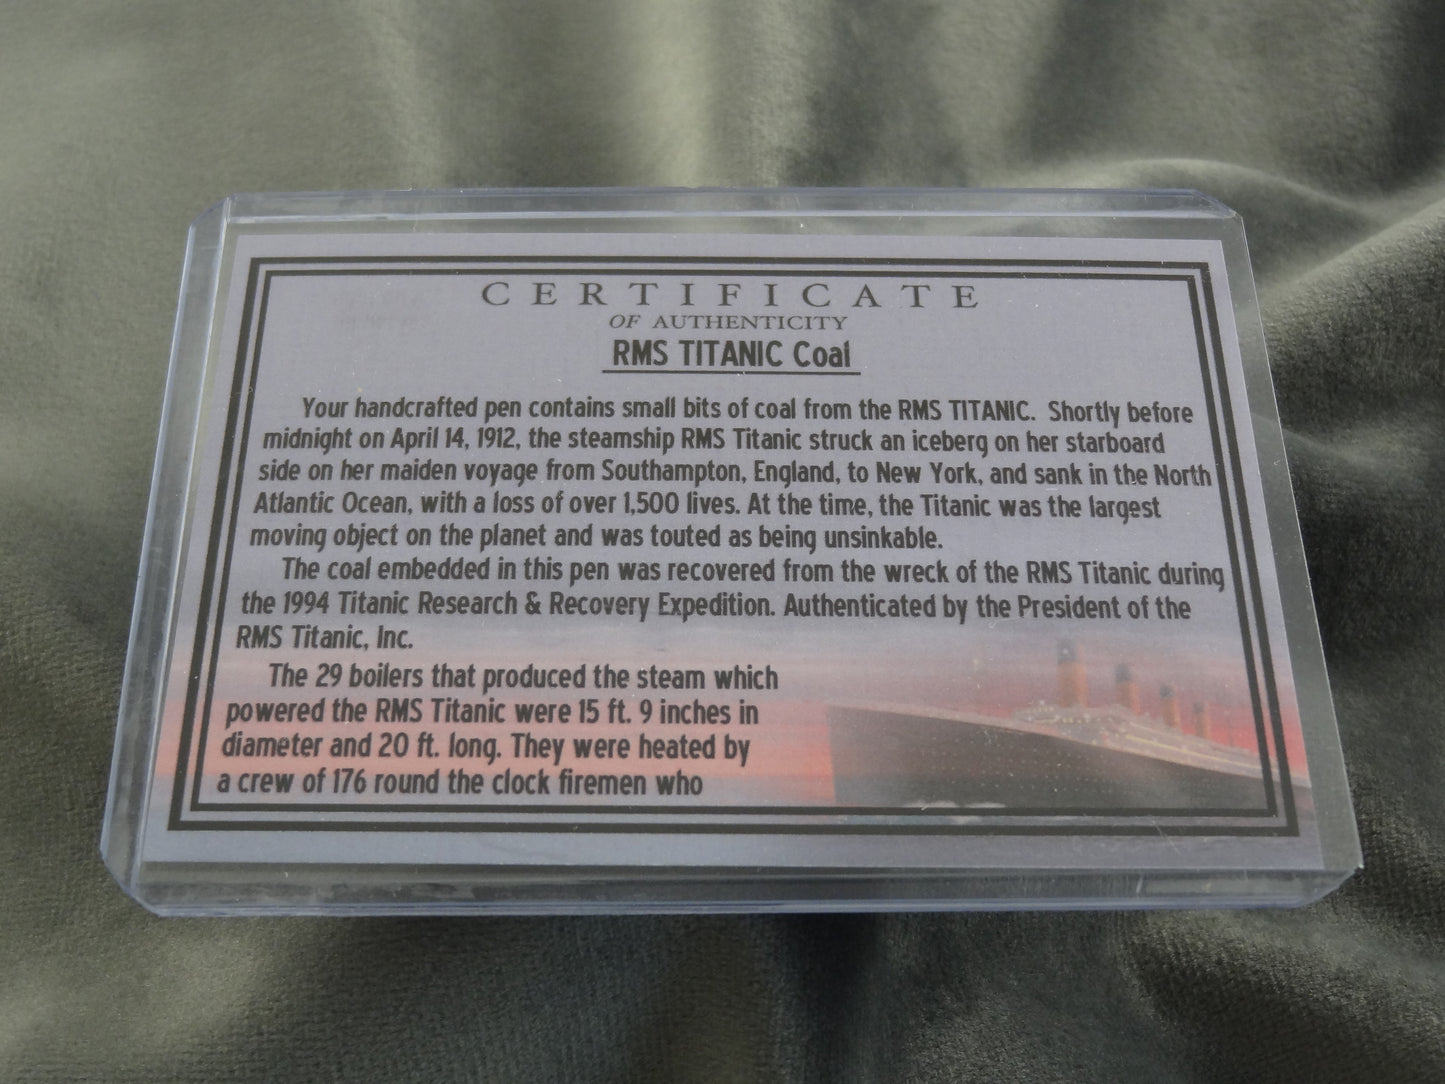 CERTIFICATE
OF AUTHENTICITY
RMS TITANIC Coal
Your handcrafted pen contains small bits of coal from the RMS TITANIC. Shortly before
midnight on April 14, 1912, the steamship RMS Titanic struck an iceberg on her starboard
side on her maiden voyage from Southampton, England, to New York, and sank in the North
Atlantic Ocean, with a loss of over 1,500 lives. At the time, the Titanic was the largest
moving object on the planet and was touted as being unsinkable.
The coal embedded in this pen was recovered from the wreck of the RMS Titanic during
the 1994 Titanic Research & Recovery Expedition. Authenticated by the President of the
RMS Titanic, Inc.
The 29 boilers that produced the steam which
powered the RMS Titanic were 15 ft. 9 inches in
diameter and 20 ft. long. They were heated by
a crew of 176 round the clock firemen who